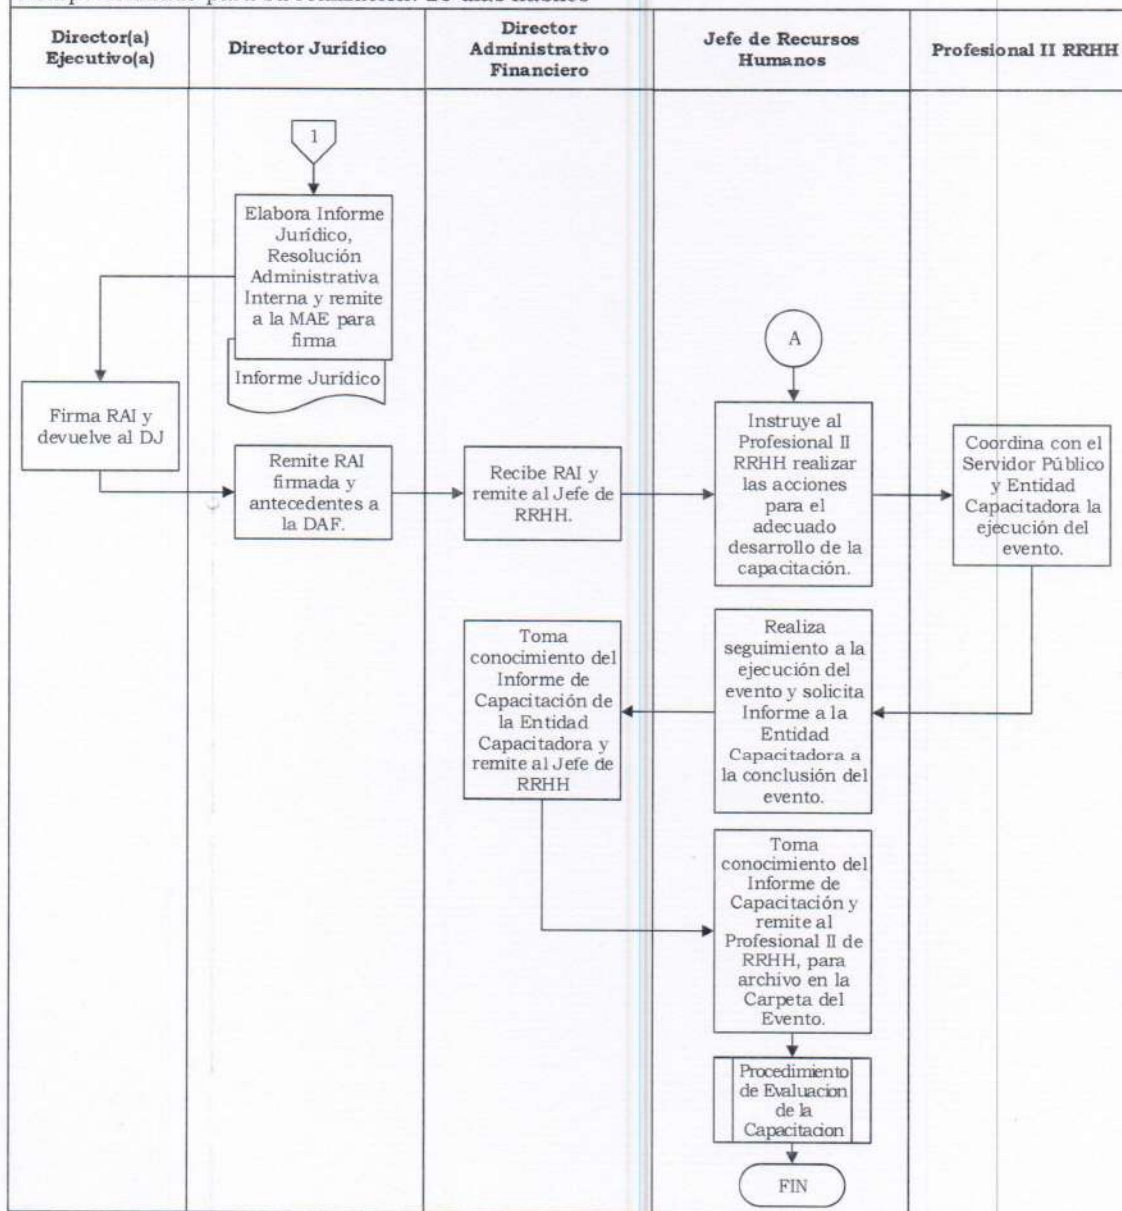 Director(a)
Ejecutivo(a)
Director Jurídico
Director
Administrativo
Financiero
Jefe de Recursos
Humanos
Profesional II RRHH
1
Elabora Informe
Jurídico,
Resolución
Administrativa
Interna y remite
a la MAE para
firma
Informe Jurídico
Firma RAI y
devuelve al DJ
Remite RAI
firmada y
antecedentes a
la DAF.
Recibe RAI y
remite al Jefe de
RRHH.
A
Instruye al
Profesional II
RRHH realizar
las acciones
para el
adecuado
desarrollo de la
capacitación.
Coordina con el
Servidor Público
y Entidad
Capacitadora la
ejecución del
evento.
Realiza
seguimiento a la
ejecución del
evento y solicita
Informe a la
Entidad
Capacitadora a
la conclusión del
evento.
Toma
conocimiento del
Informe de
Capacitación de
la Entidad
Capacitadora y
remite al Jefe de
RRHH
Toma
conocimiento del
Informe de
Capacitación y
remite al
Profesional II de
RRHH, para
archivo en la
Carpeta del
Evento.
Procedimiento
de Evaluacion
de la
Capacitacion
FIN